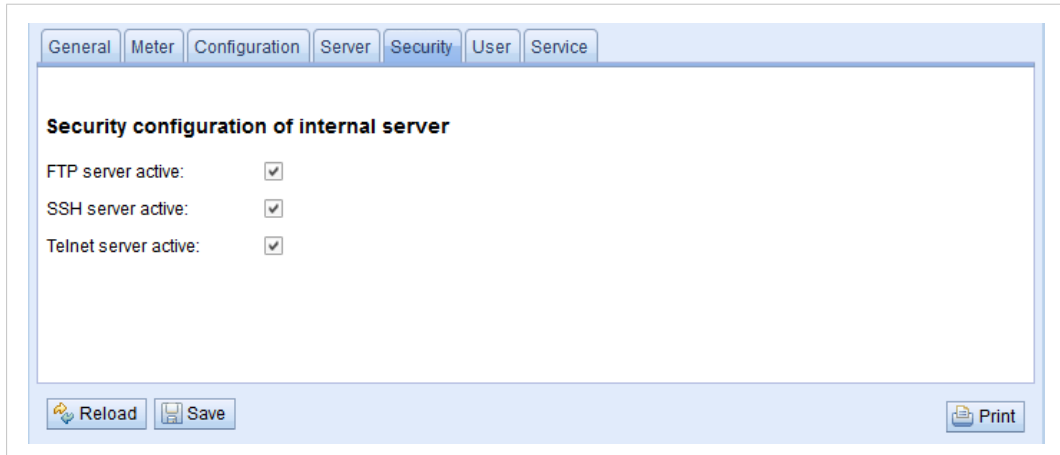 General Meter Configuration Server Security User Service
Security configuration of internal server
FTP server active:
SSH server active:
Telnet server active:
Reload Save Print